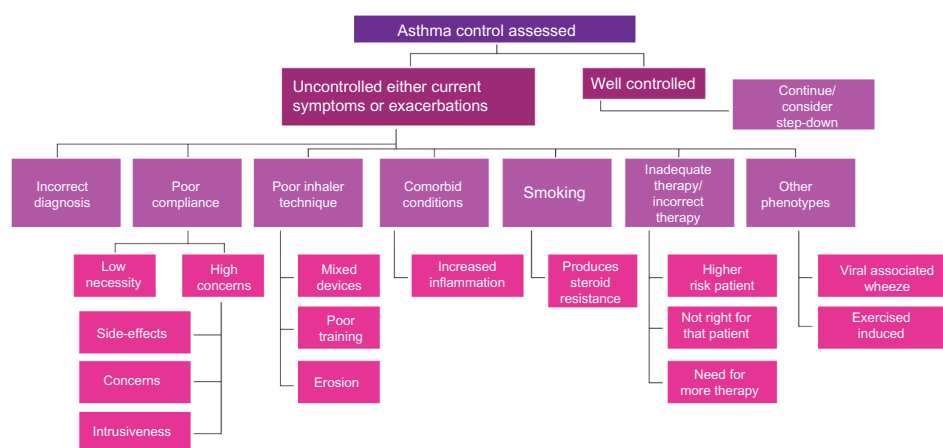 Asthma control assessed
Uncontrolled either current
symptoms or exacerbations
Well controlled
Continue/
consider
step-down
Incorrect
diagnosis
Poor
compliance
Poor inhaler
technique
Comorbid
conditions
Smoking
Inadequate
therapy/
incorrect
therapy
Other
phenotypes
Low
necessity
High
concerns
Side-effects
Concerns
Intrusiveness
Mixed
devices
Poor
training
Erosion
Increased
inflammation
Produces
steroid
resistance
Higher
risk patient
Not right for
that patient
Need for
more therapy
Viral associated
wheeze
Exercised
induced